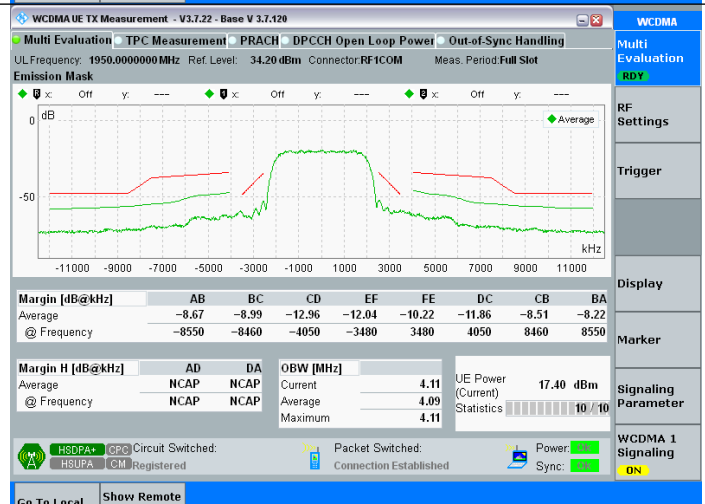 WCDMA UE TX Measurement - V3.7.22 - Base V 3.7.120
WCDMA
Multi Evaluation TPC Measurement PRACH DPCCH Open Loop Power Out-of-Sync Handling
Multi
Evaluation
RDY
UL Frequency: 1950.0000000 MHz Ref. Level: 34.20 dBm Connector:RF1COM Meas. Period:Full Slot
Emission Mask
x: Off y: --- x: Off y: --- x: Off y: ---
RF
Settings
dB
0
Average
Trigger
-50
kHz
-11000 -9000 -7000 -5000 -3000 -1000 1000 3000 5000 7000 9000 11000
Display
Margin [dB@kHz] AB BC CD EF FE DC CB BA
Average -8.67 -8.99 -12.96 -12.04 -10.22 -11.86 -8.51 -8.22
@ Frequency -8550 -8460 -4050 -3480 3480 4050 8460 8550
Marker
Margin H [dB@kHz] AD DA
Average NCAP NCAP
@ Frequency NCAP NCAP
OBW [MHz]
Current 4.11
Average 4.09
Maximum 4.11
UE Power
(Current) 17.40 dBm
Statistics 10 / 10
Signaling
Parameter
HSDPA+ CPC Circuit Switched: Packet Switched: Power: OK
HSUPA CM Registered Connection Established Sync: OK
WCDMA 1
Signaling
ON
Go To Local
Show Remote